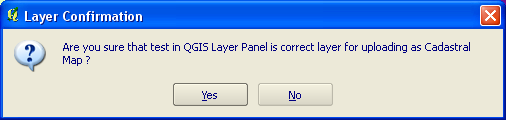 Layer Confirmation
Are you sure that test in QGIS Layer Panel is correct layer for uploading as Cadastral
Map ?
Yes
No